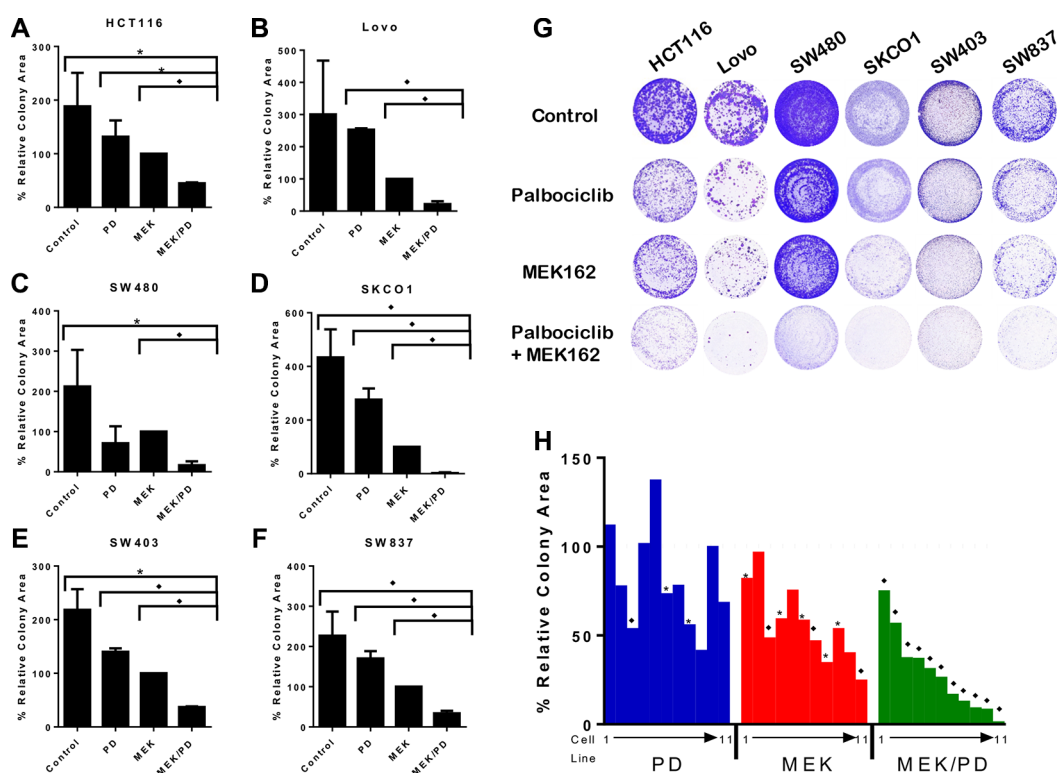 A
HCT116
% Relative Colony Area
300
200
100
0
*
*
◆
Control
PD
MEK
MEK/PD
B
Lovo
% Relative Colony Area
500
400
300
200
100
0
◆
◆
Control
PD
MEK
MEK/PD
C
SW480
% Relative Colony Area
400
300
200
100
0
*
◆
Control
PD
MEK
MEK/PD
D
SKCO1
% Relative Colony Area
600
400
200
0
◆
◆
◆
Control
PD
MEK
MEK/PD
E
SW403
% Relative Colony Area
300
200
100
0
*
◆
◆
Control
PD
MEK
MEK/PD
F
SW837
% Relative Colony Area
400
300
200
100
0
◆
◆
◆
Control
PD
MEK
MEK/PD
G
HCT116 Lovo SW480 SKCO1 SW403 SW837
Control
Palbociclib
MEK162
Palbociclib
+ MEK162
H
% Relative Colony Area
150
100
50
0
Cell
Line
1 11 1 11 1 11
PD MEK MEK/PD